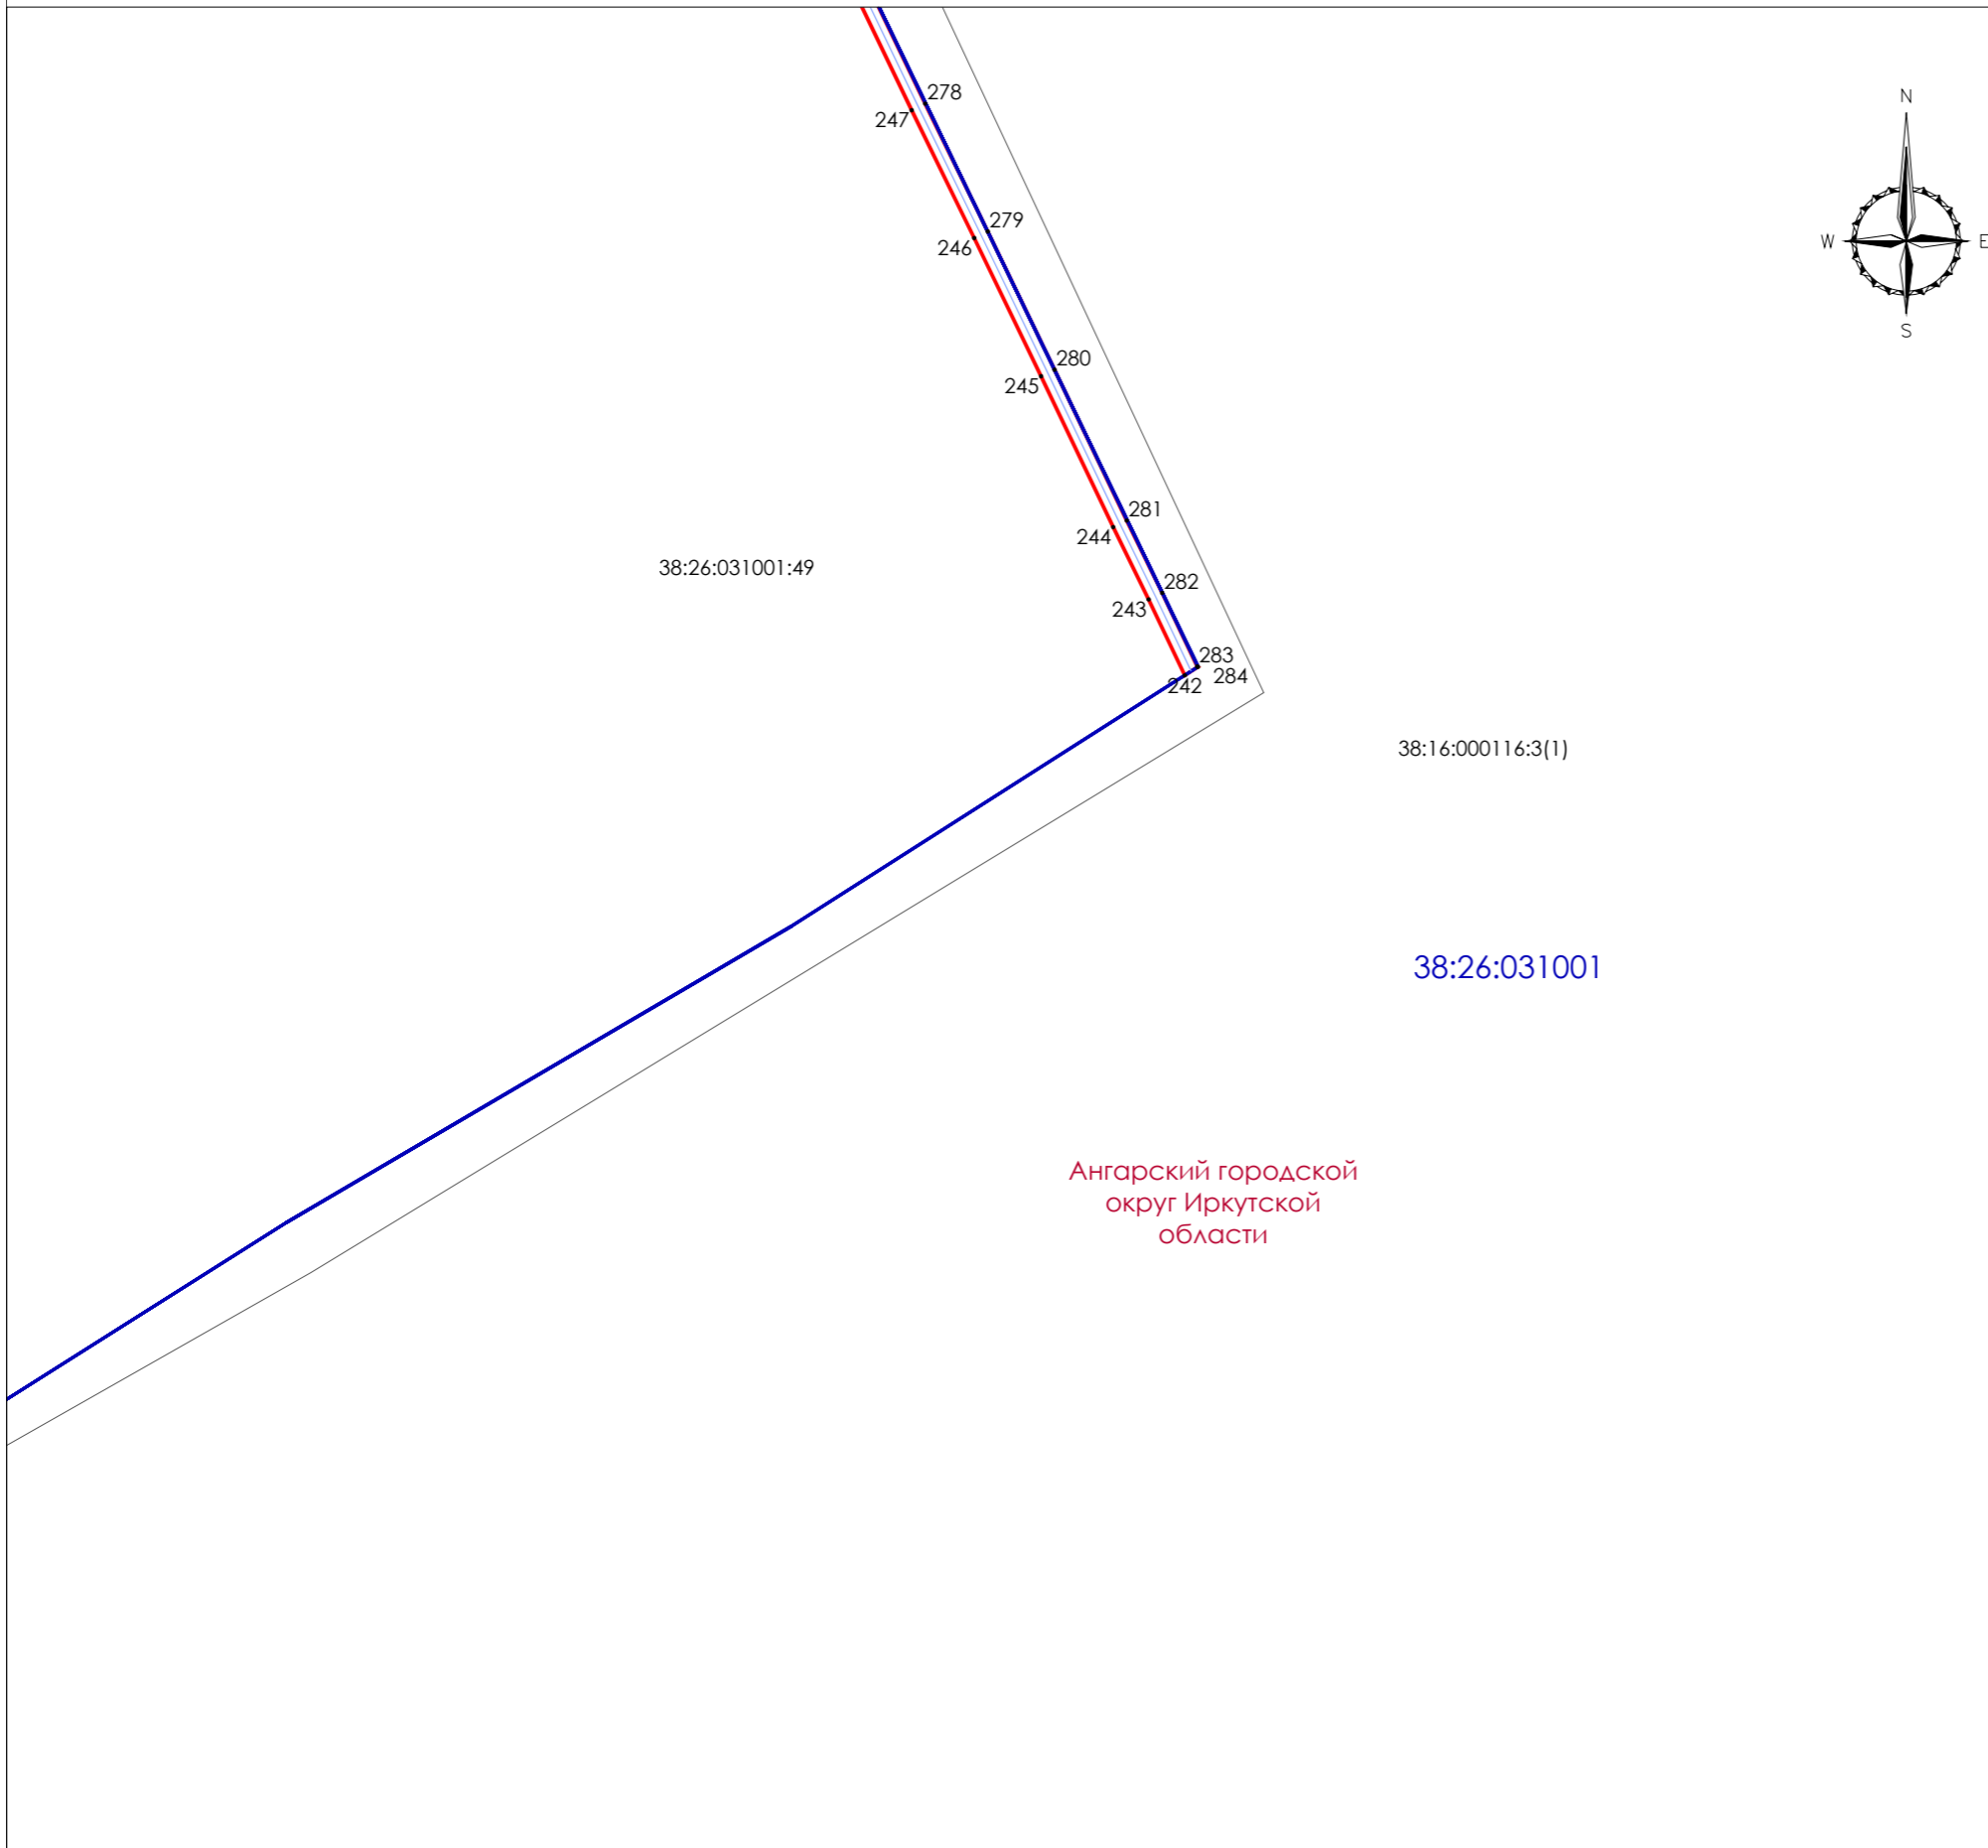 278
N
247
279
W
E
246
S
280
245
281
244
38:26:031001:49
282
243
283
284
242
38:16:000116:3(1)
38:26:031001
Ангарский городской
округ Иркутской
области